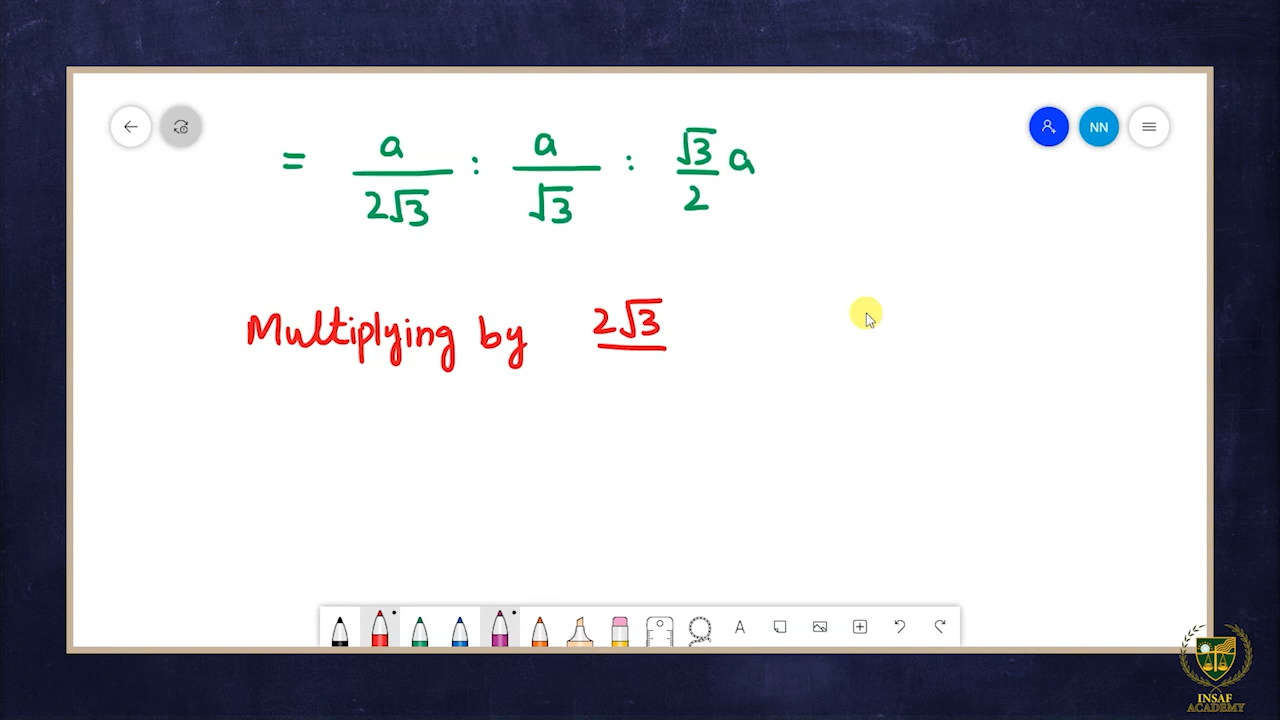 = a/2√3 : a/√3 : √3/2 a
Multiplying by 2√3
NN
A
INSAF
ACADEMY